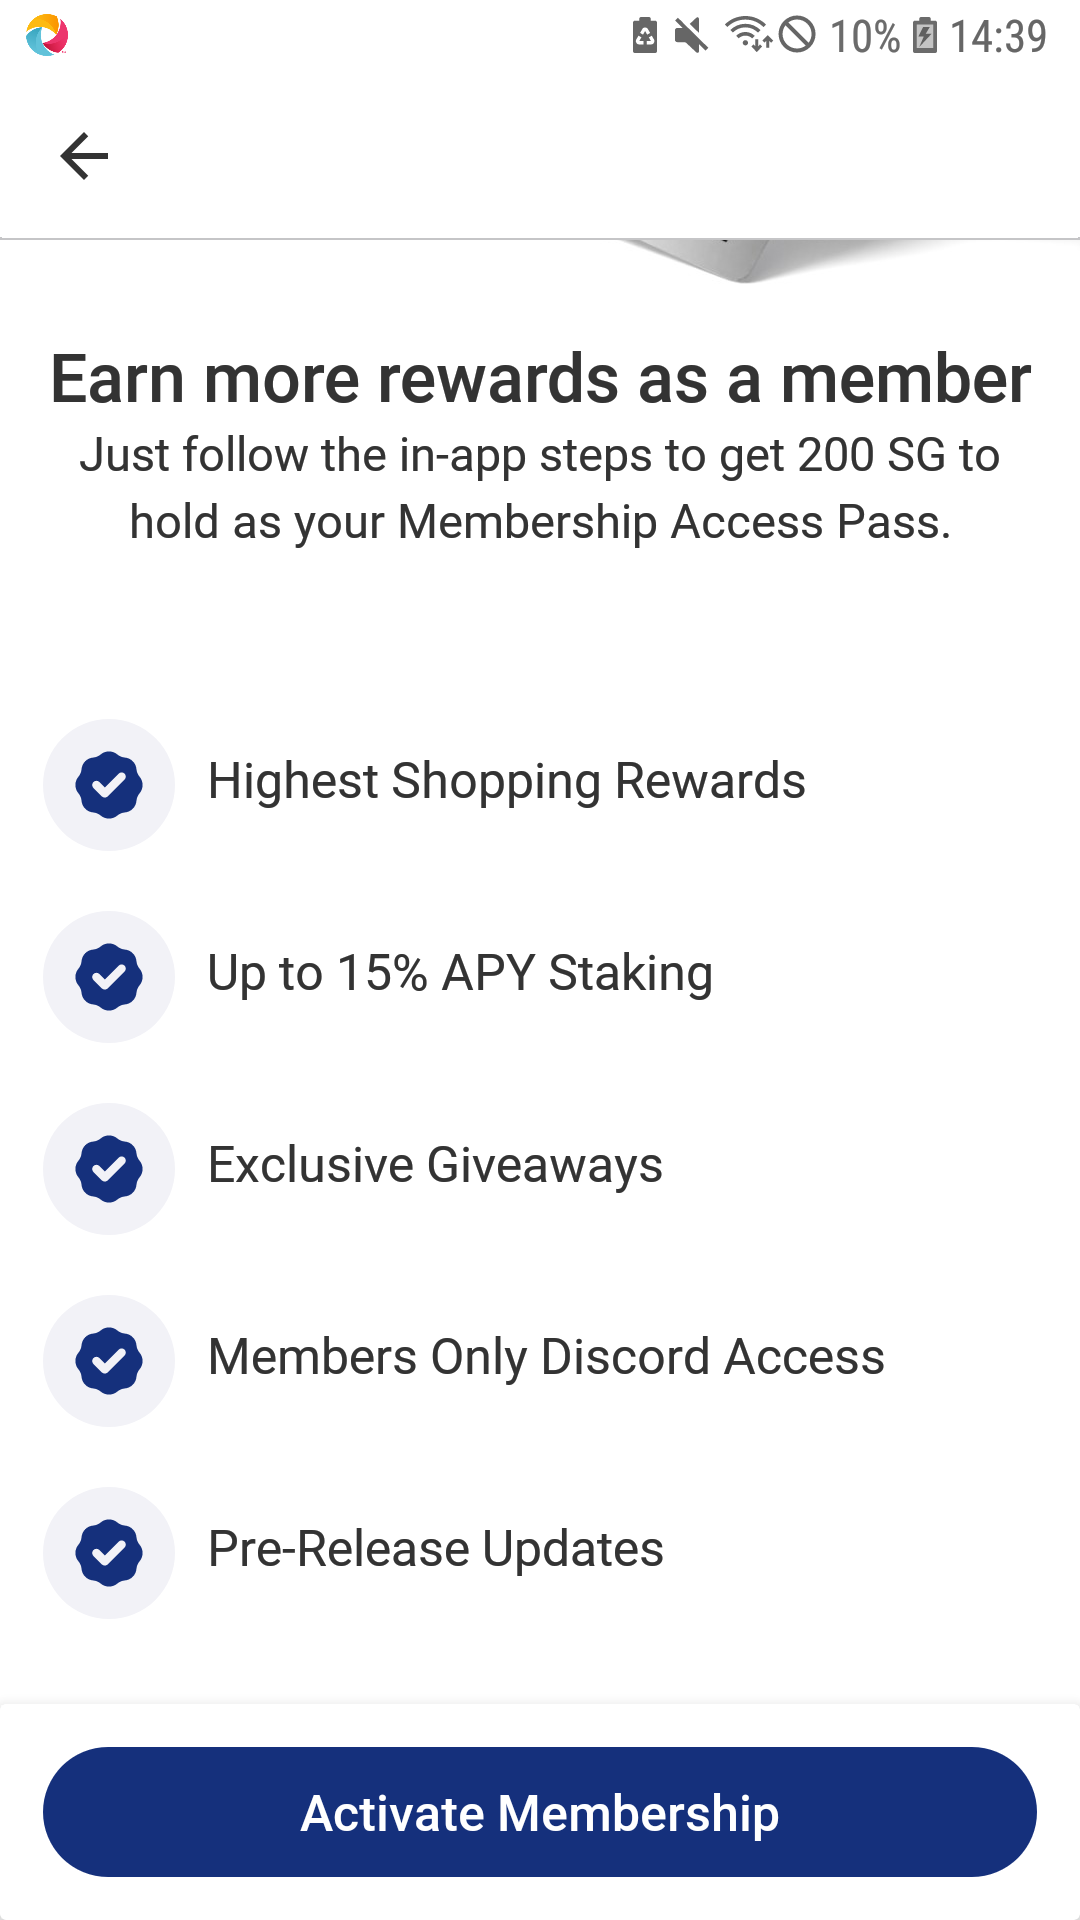 10% 14:39
Earn more rewards as a member
Just follow the in-app steps to get 200 SG to
hold as your Membership Access Pass.
Highest Shopping Rewards
Up to 15% APY Staking
Exclusive Giveaways
Members Only Discord Access
Pre-Release Updates
Activate Membership